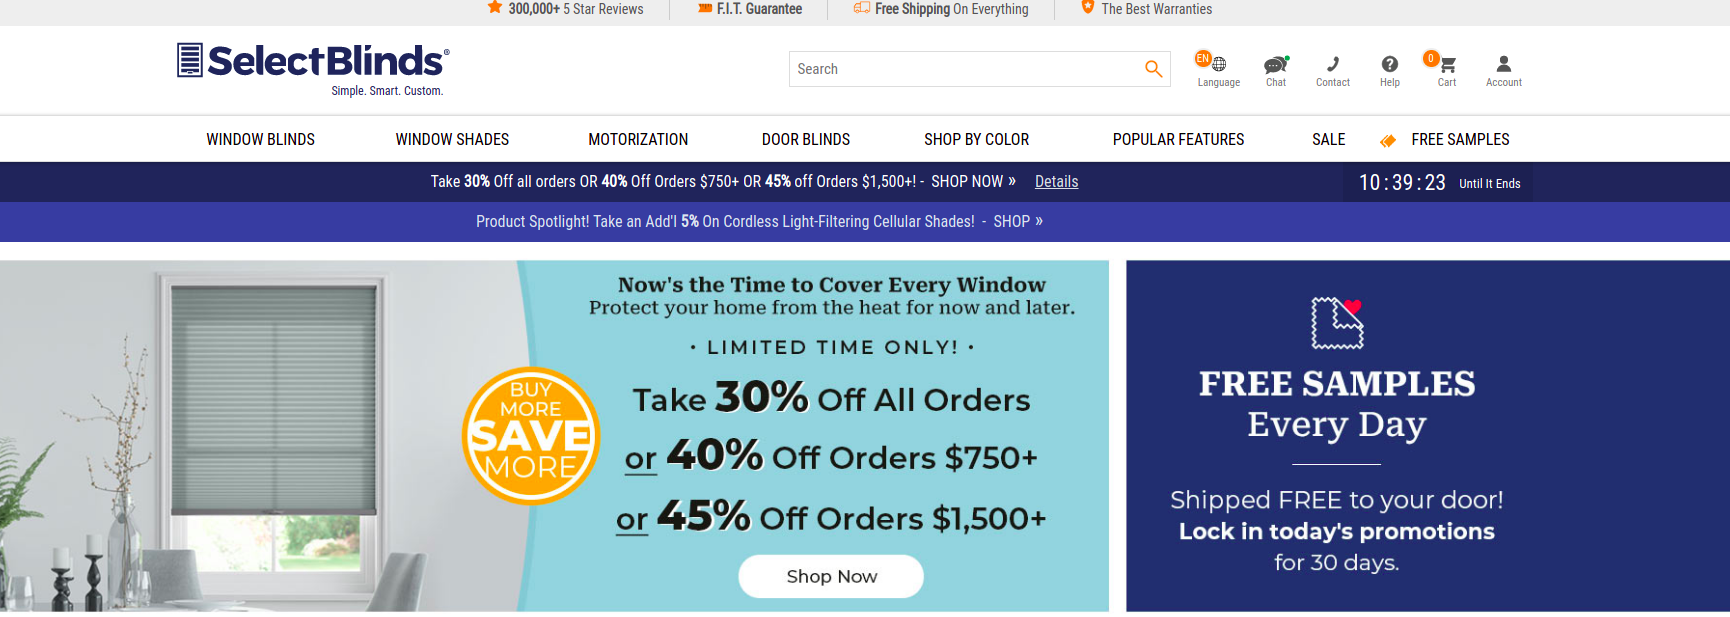 300,000+ 5 Star Reviews
F.I.T. Guarantee
Free Shipping On Everything
The Best Warranties
SelectBlinds®
Simple. Smart. Custom.
Search
EN
Language
Chat
Contact
Help
0
Cart
Account
WINDOW BLINDS
WINDOW SHADES
MOTORIZATION
DOOR BLINDS
SHOP BY COLOR
POPULAR FEATURES
SALE
FREE SAMPLES
Take 30% Off all orders OR 40% Off Orders $750+ OR 45% off Orders $1,500+! - SHOP NOW » Details
10:39:23 Until It Ends
Product Spotlight! Take an Add'l 5% On Cordless Light-Filtering Cellular Shades! - SHOP »
BUY
MORE
SAVE
MORE
Now's the Time to Cover Every Window
Protect your home from the heat for now and later.
• LIMITED TIME ONLY! •
Take 30% Off All Orders
or 40% Off Orders $750+
or 45% Off Orders $1,500+
Shop Now
FREE SAMPLES
Every Day
Shipped FREE to your door!
Lock in today's promotions
for 30 days.